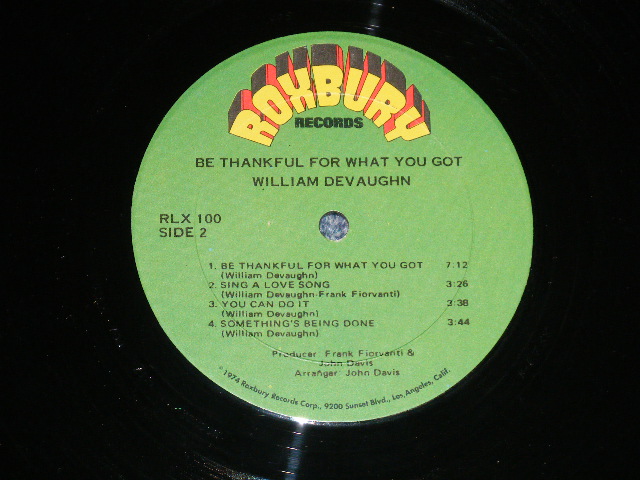 ROXBURY
RECORDS
BE THANKFUL FOR WHAT YOU GOT
WILLIAM DEVAUGHN
RLX 100
SIDE 2
1. BE THANKFUL FOR WHAT YOU GOT 7:12
(William Devaughn)
2. SING A LOVE SONG 3:26
(William Devaughn-Frank Fiorvanti)
3. YOU CAN DO IT 3:38
(William Devaughn)
4. SOMETHING'S BEING DONE 3:44
(William Devaughn)
Producer: Frank Fiorvanti &
John Davis
Arranger: John Davis
©1974 Roxbury Records Corp., 9200 Sunset Blvd., Los Angeles, Calif.